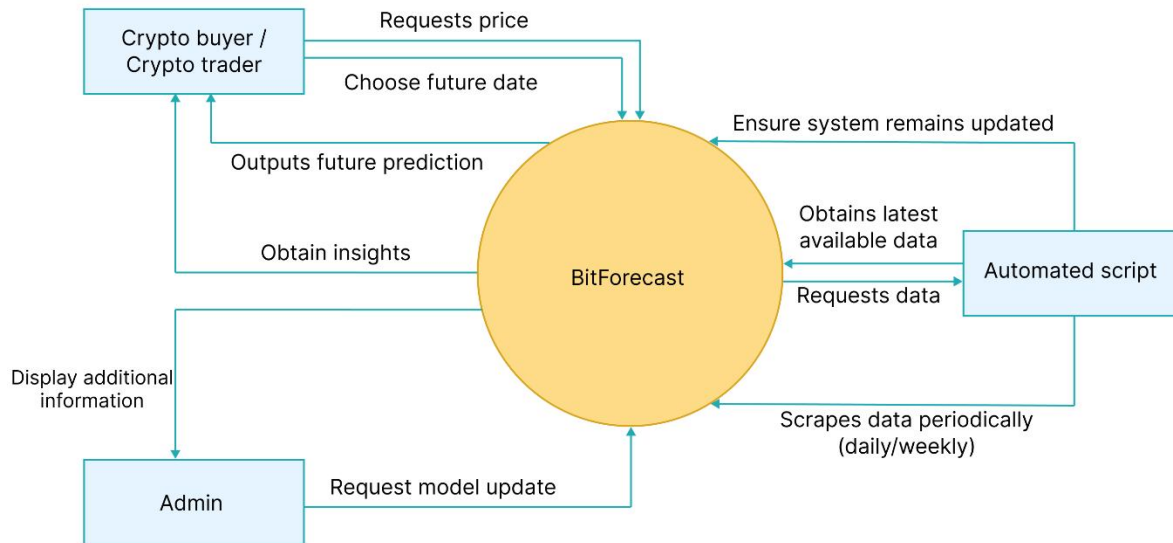 Requests price
Crypto buyer /
Crypto trader
Choose future date
Ensure system remains updated
Outputs future prediction
Obtains latest
available data
Obtain insights
Automated script
BitForecast
Requests data
Display additional
information
Scrapes data periodically
(daily/weekly)
Request model update
Admin